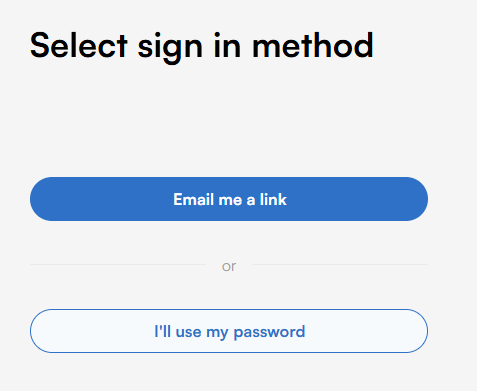 Select sign in method
Email me a link
or
I'll use my password